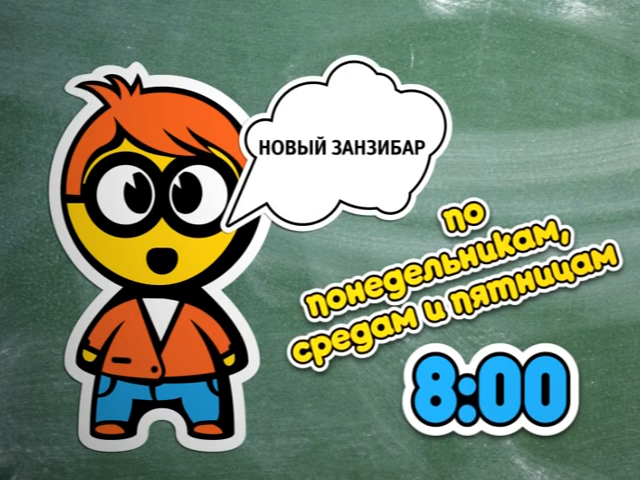 НОВЫЙ ЗАНЗИБАР
по
понедельникам,
средам и пятницам
8:00